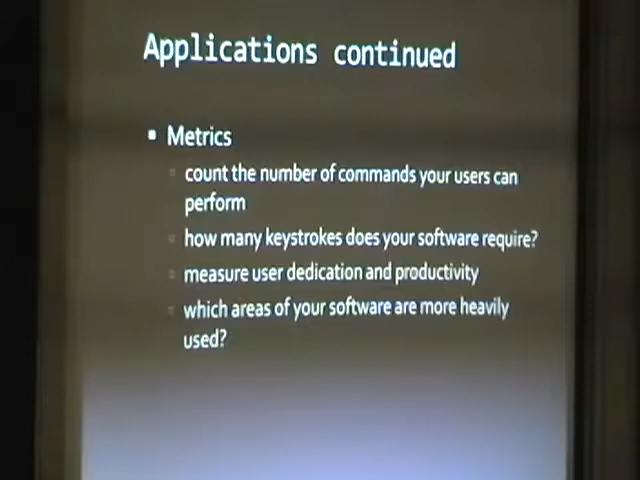 Applications continued
Metrics
count the number of commands your users can
perform
how many keystrokes does your software require?
measure user dedication and productivity
which areas of your software are more heavily
used?